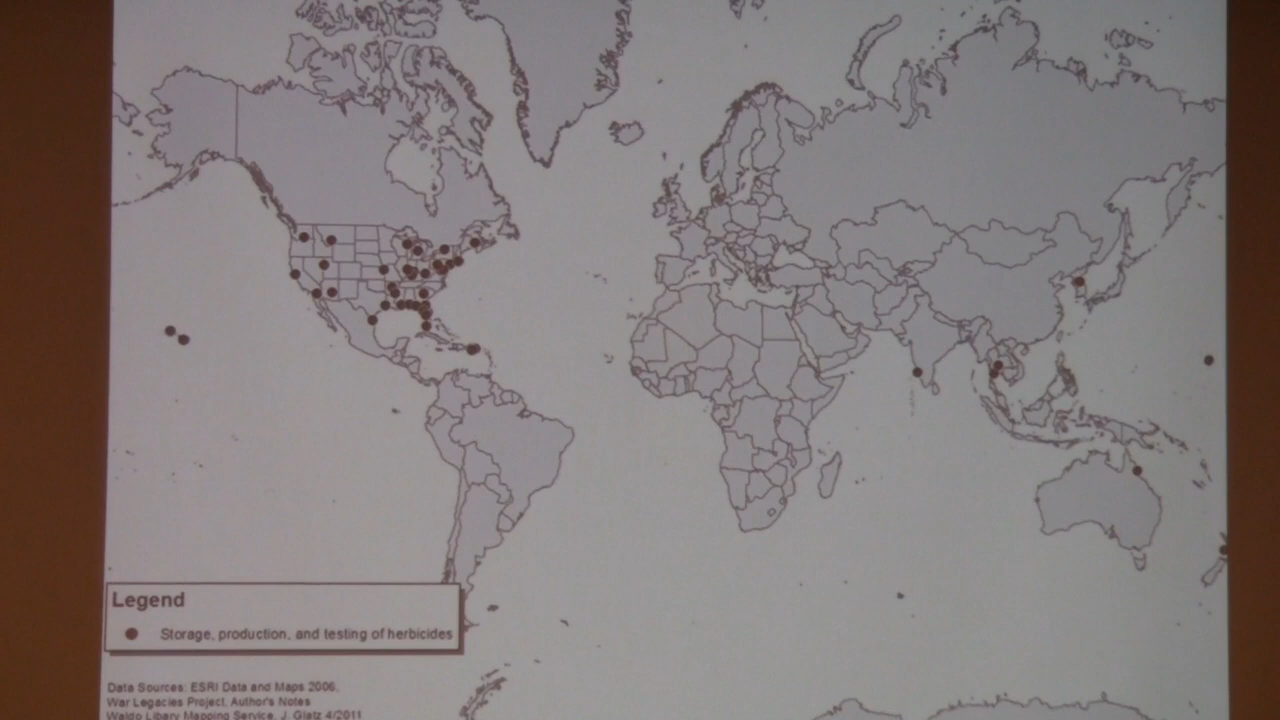 Legend
Storage, production, and testing of herbicides
Data Sources: ESRI Data and Maps 2006,
War Legacies Project, Author's Notes
Waldo Libary Mapping Service, J. Glatz 4/2011